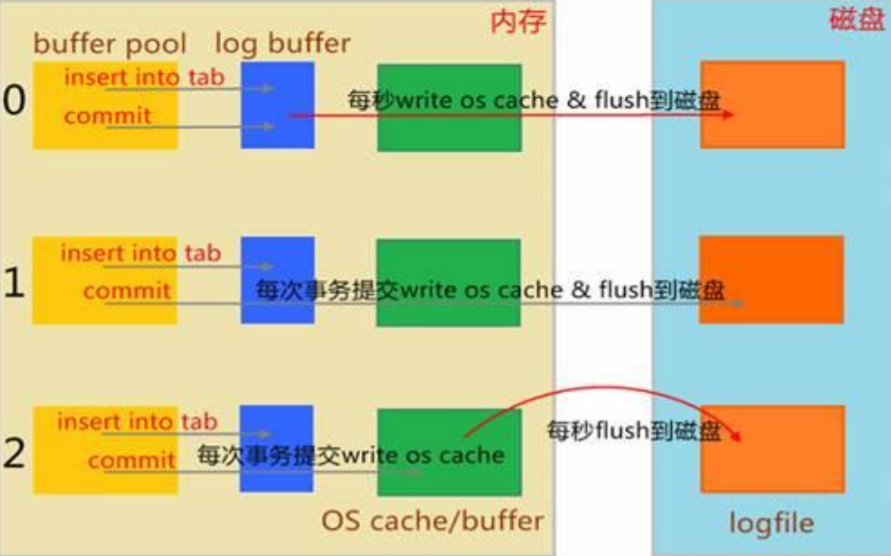 内存
磁盘
buffer pool
log buffer
0
insert into tab
commit
每秒write os cache & flush到磁盘
1
insert into tab
commit
每次事务提交write os cache & flush到磁盘
2
insert into tab
commit
每次事务提交write os cache
每秒flush到磁盘
OS cache/buffer
logfile